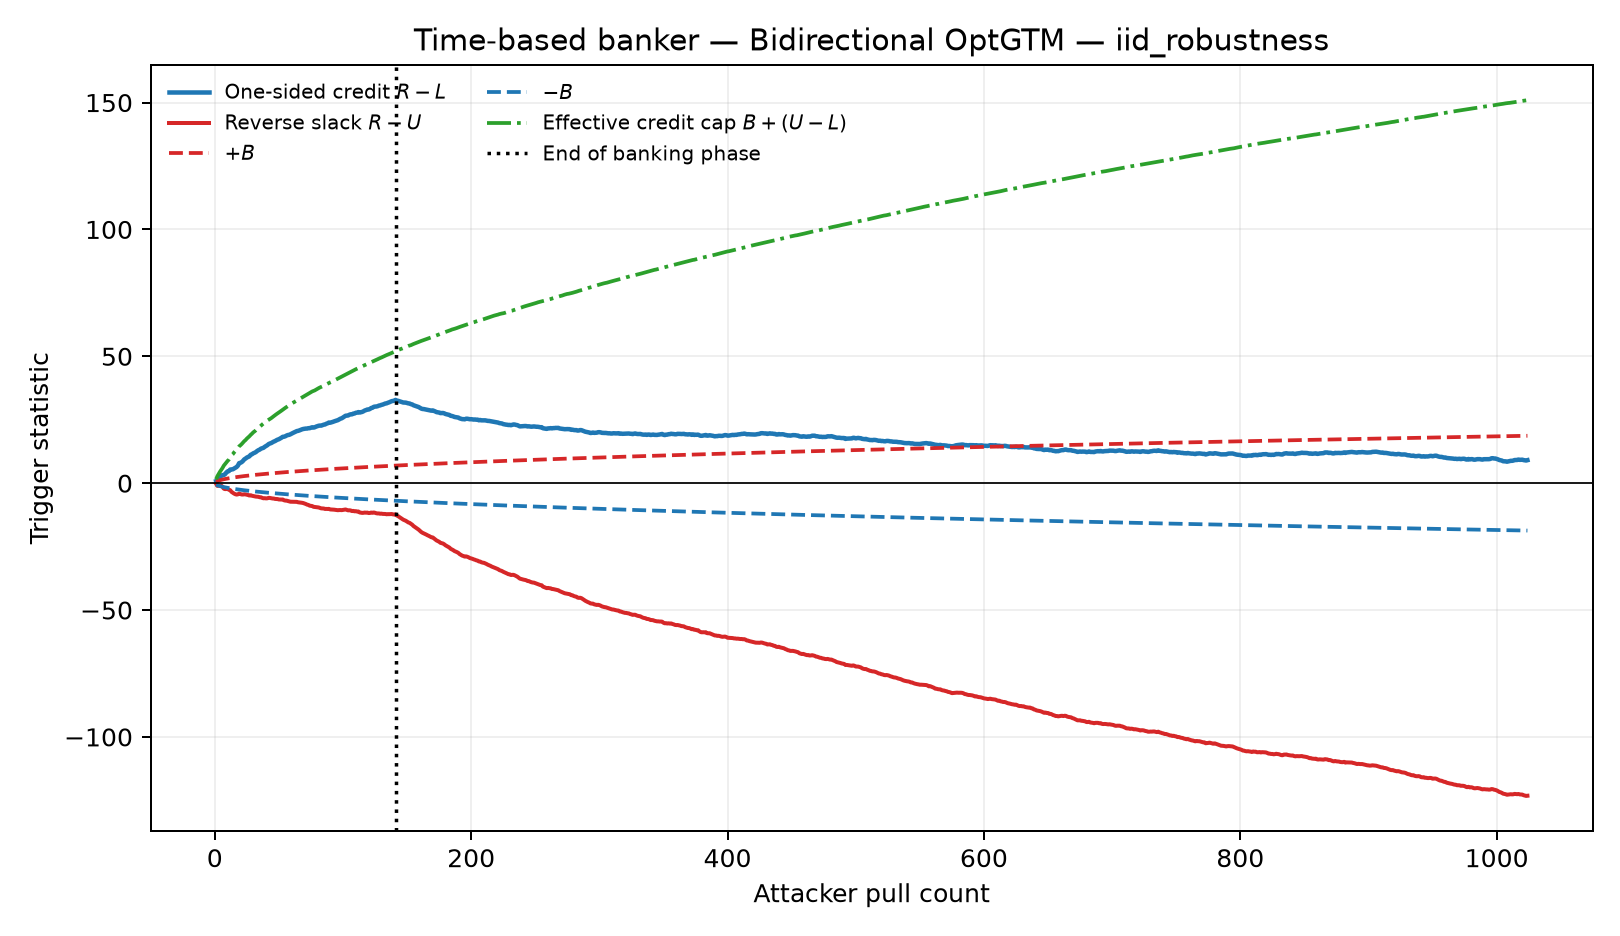 Time-based banker — Bidirectional OptGTM — iid_robustness
One-sided credit R − L
Reverse slack R − U
+B
−B
Effective credit cap B + (U − L)
End of banking phase
Trigger statistic
150
100
50
0
−50
−100
0 200 400 600 800 1000
Attacker pull count